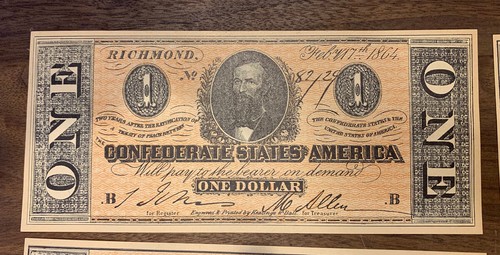 RICHMOND,
Feb. 17th 1864.
No
1
1
TWO YEARS AFTER THE RATIFICATION OF
A TREATY OF PEACE BETWEEN
THE CONFEDERATE STATES & THE
UNITED STATES OF AMERICA,
THE
CONFEDERATE STATES OF AMERICA
Will pay to the bearer on demand
ONE DOLLAR
B
B
for Register
Engraved & Printed by Keatinge & Ball.
for Treasurer
ONE
ONE